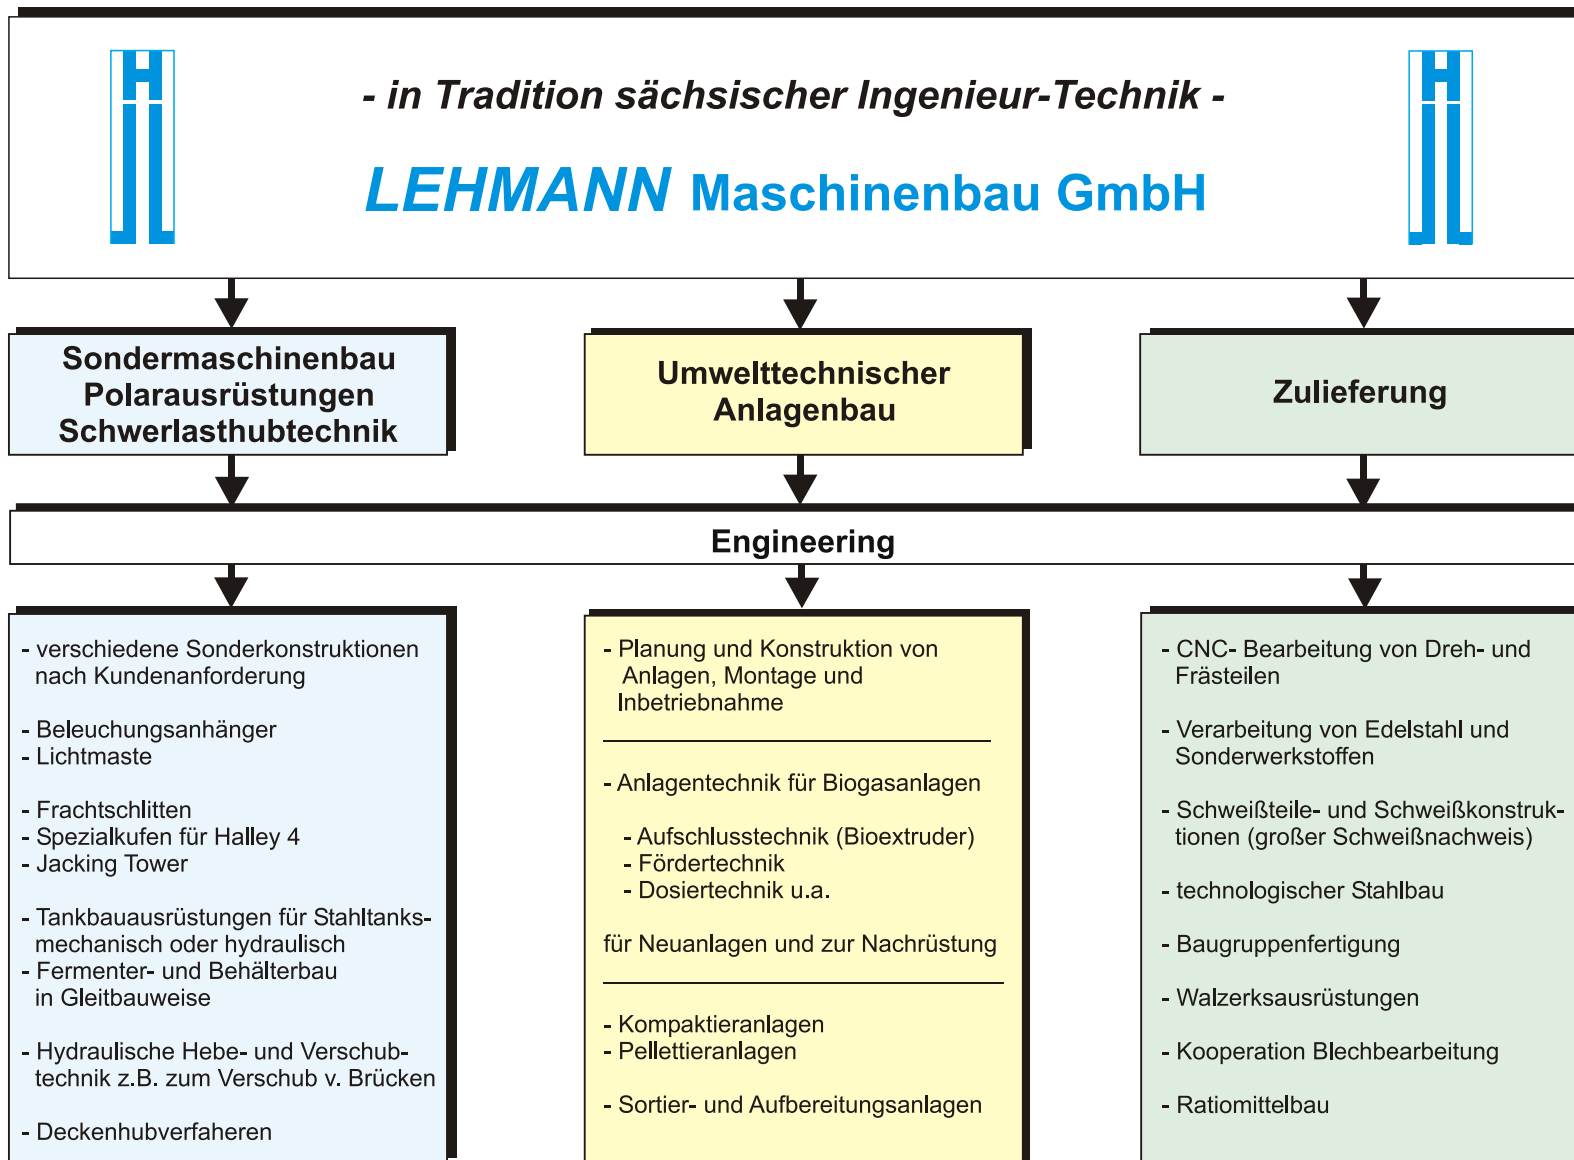 - in Tradition sächsischer Ingenieur-Technik -
LEHMANN Maschinenbau GmbH
Sondermaschinenbau
Polarausrüstungen
Schwerlasthubtechnik
Umwelttechnischer
Anlagenbau
Zulieferung
Engineering
- verschiedene Sonderkonstruktionen
nach Kundenanforderung
- Beleuchungsanhänger
- Lichtmaste
- Frachtschlitten
- Spezialkufen für Halley 4
- Jacking Tower
- Tankbauausrüstungen für Stahltanks-
mechanisch oder hydraulisch
- Fermenter- und Behälterbau
in Gleitbauweise
- Hydraulische Hebe- und Verschub-
technik z.B. zum Verschub v. Brücken
- Deckenhubverfaheren
- Planung und Konstruktion von
Anlagen, Montage und
Inbetriebnahme
- Anlagentechnik für Biogasanlagen
- Aufschlusstechnik (Bioextruder)
- Fördertechnik
- Dosiertechnik u.a.
für Neuanlagen und zur Nachrüstung
- Kompaktieranlagen
- Pellettieranlagen
- Sortier- und Aufbereitungsanlagen
- CNC- Bearbeitung von Dreh- und
Frästeilen
- Verarbeitung von Edelstahl und
Sonderwerkstoffen
- Schweißteile- und Schweißkonstruk-
tionen (großer Schweißnachweis)
- technologischer Stahlbau
- Baugruppenfertigung
- Walzerksausrüstungen
- Kooperation Blechbearbeitung
- Ratiomittelbau